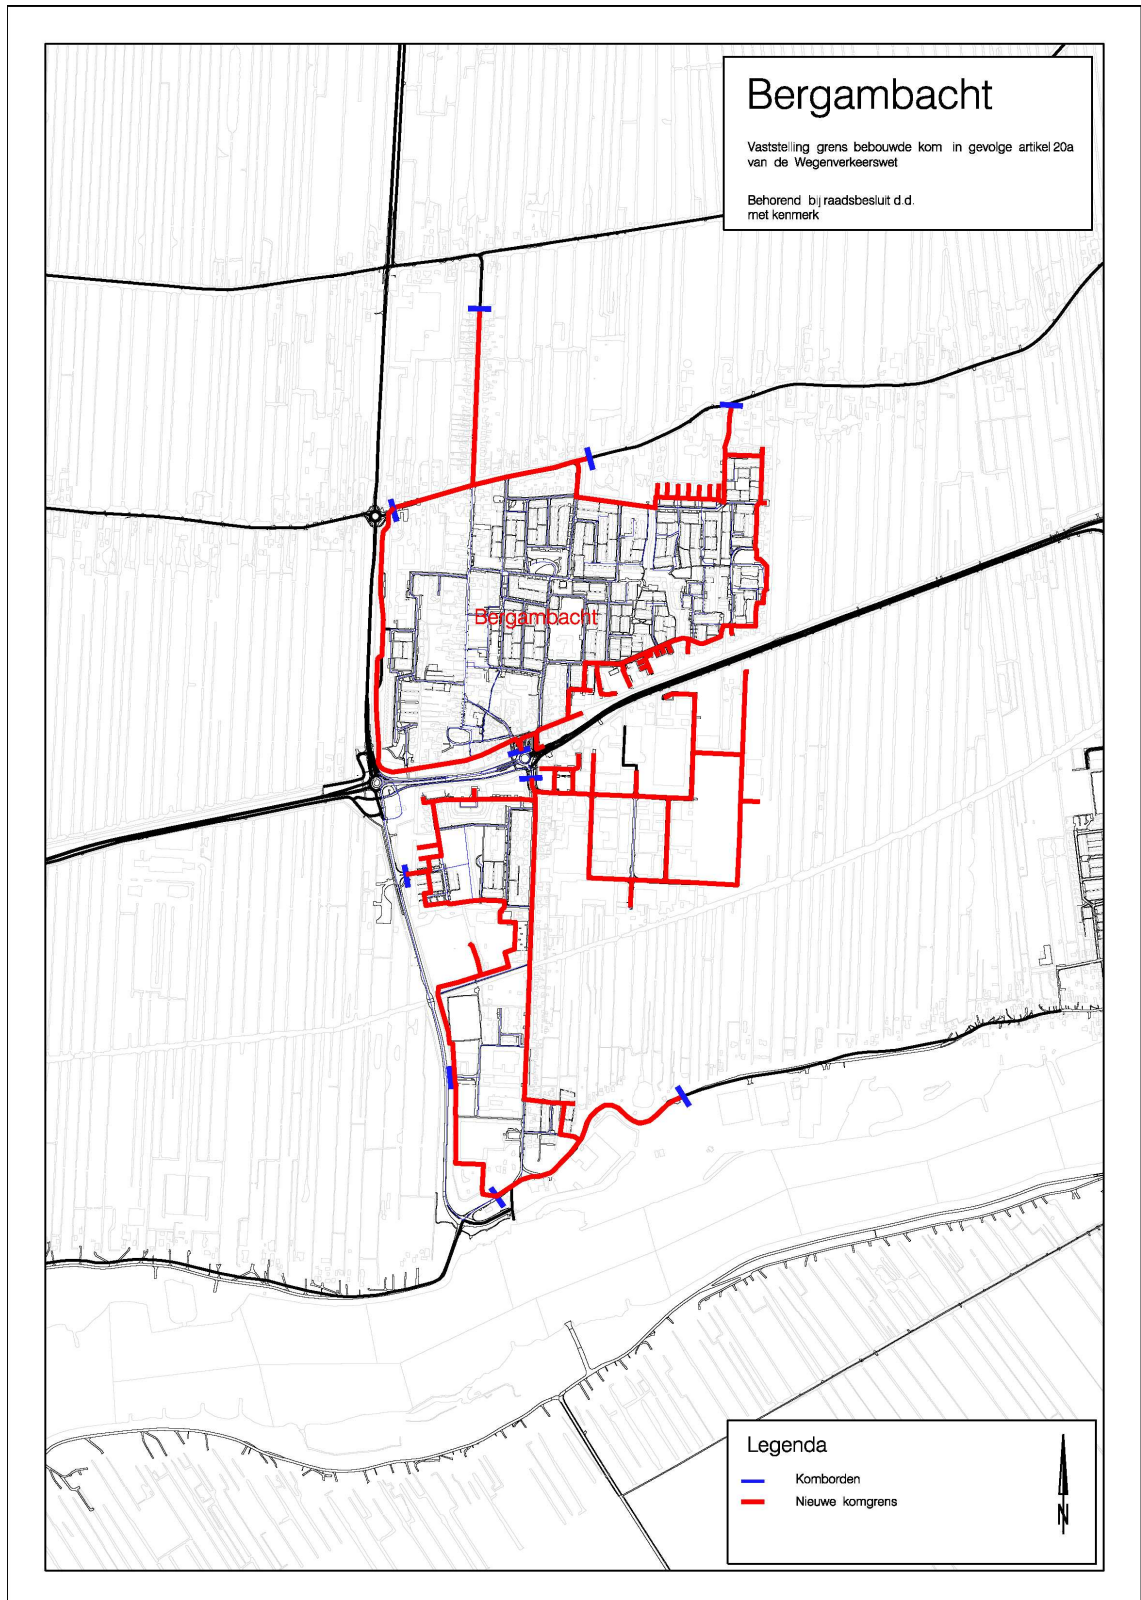 Bergambacht
Vaststelling grens bebouwde kom in gevolge artikel 20a
van de Wegenverkeerswet
Behorend bij raadsbesluit d.d.
met kenmerk
Bergambacht
Legenda
Komborden
Nieuwe komgrens
N